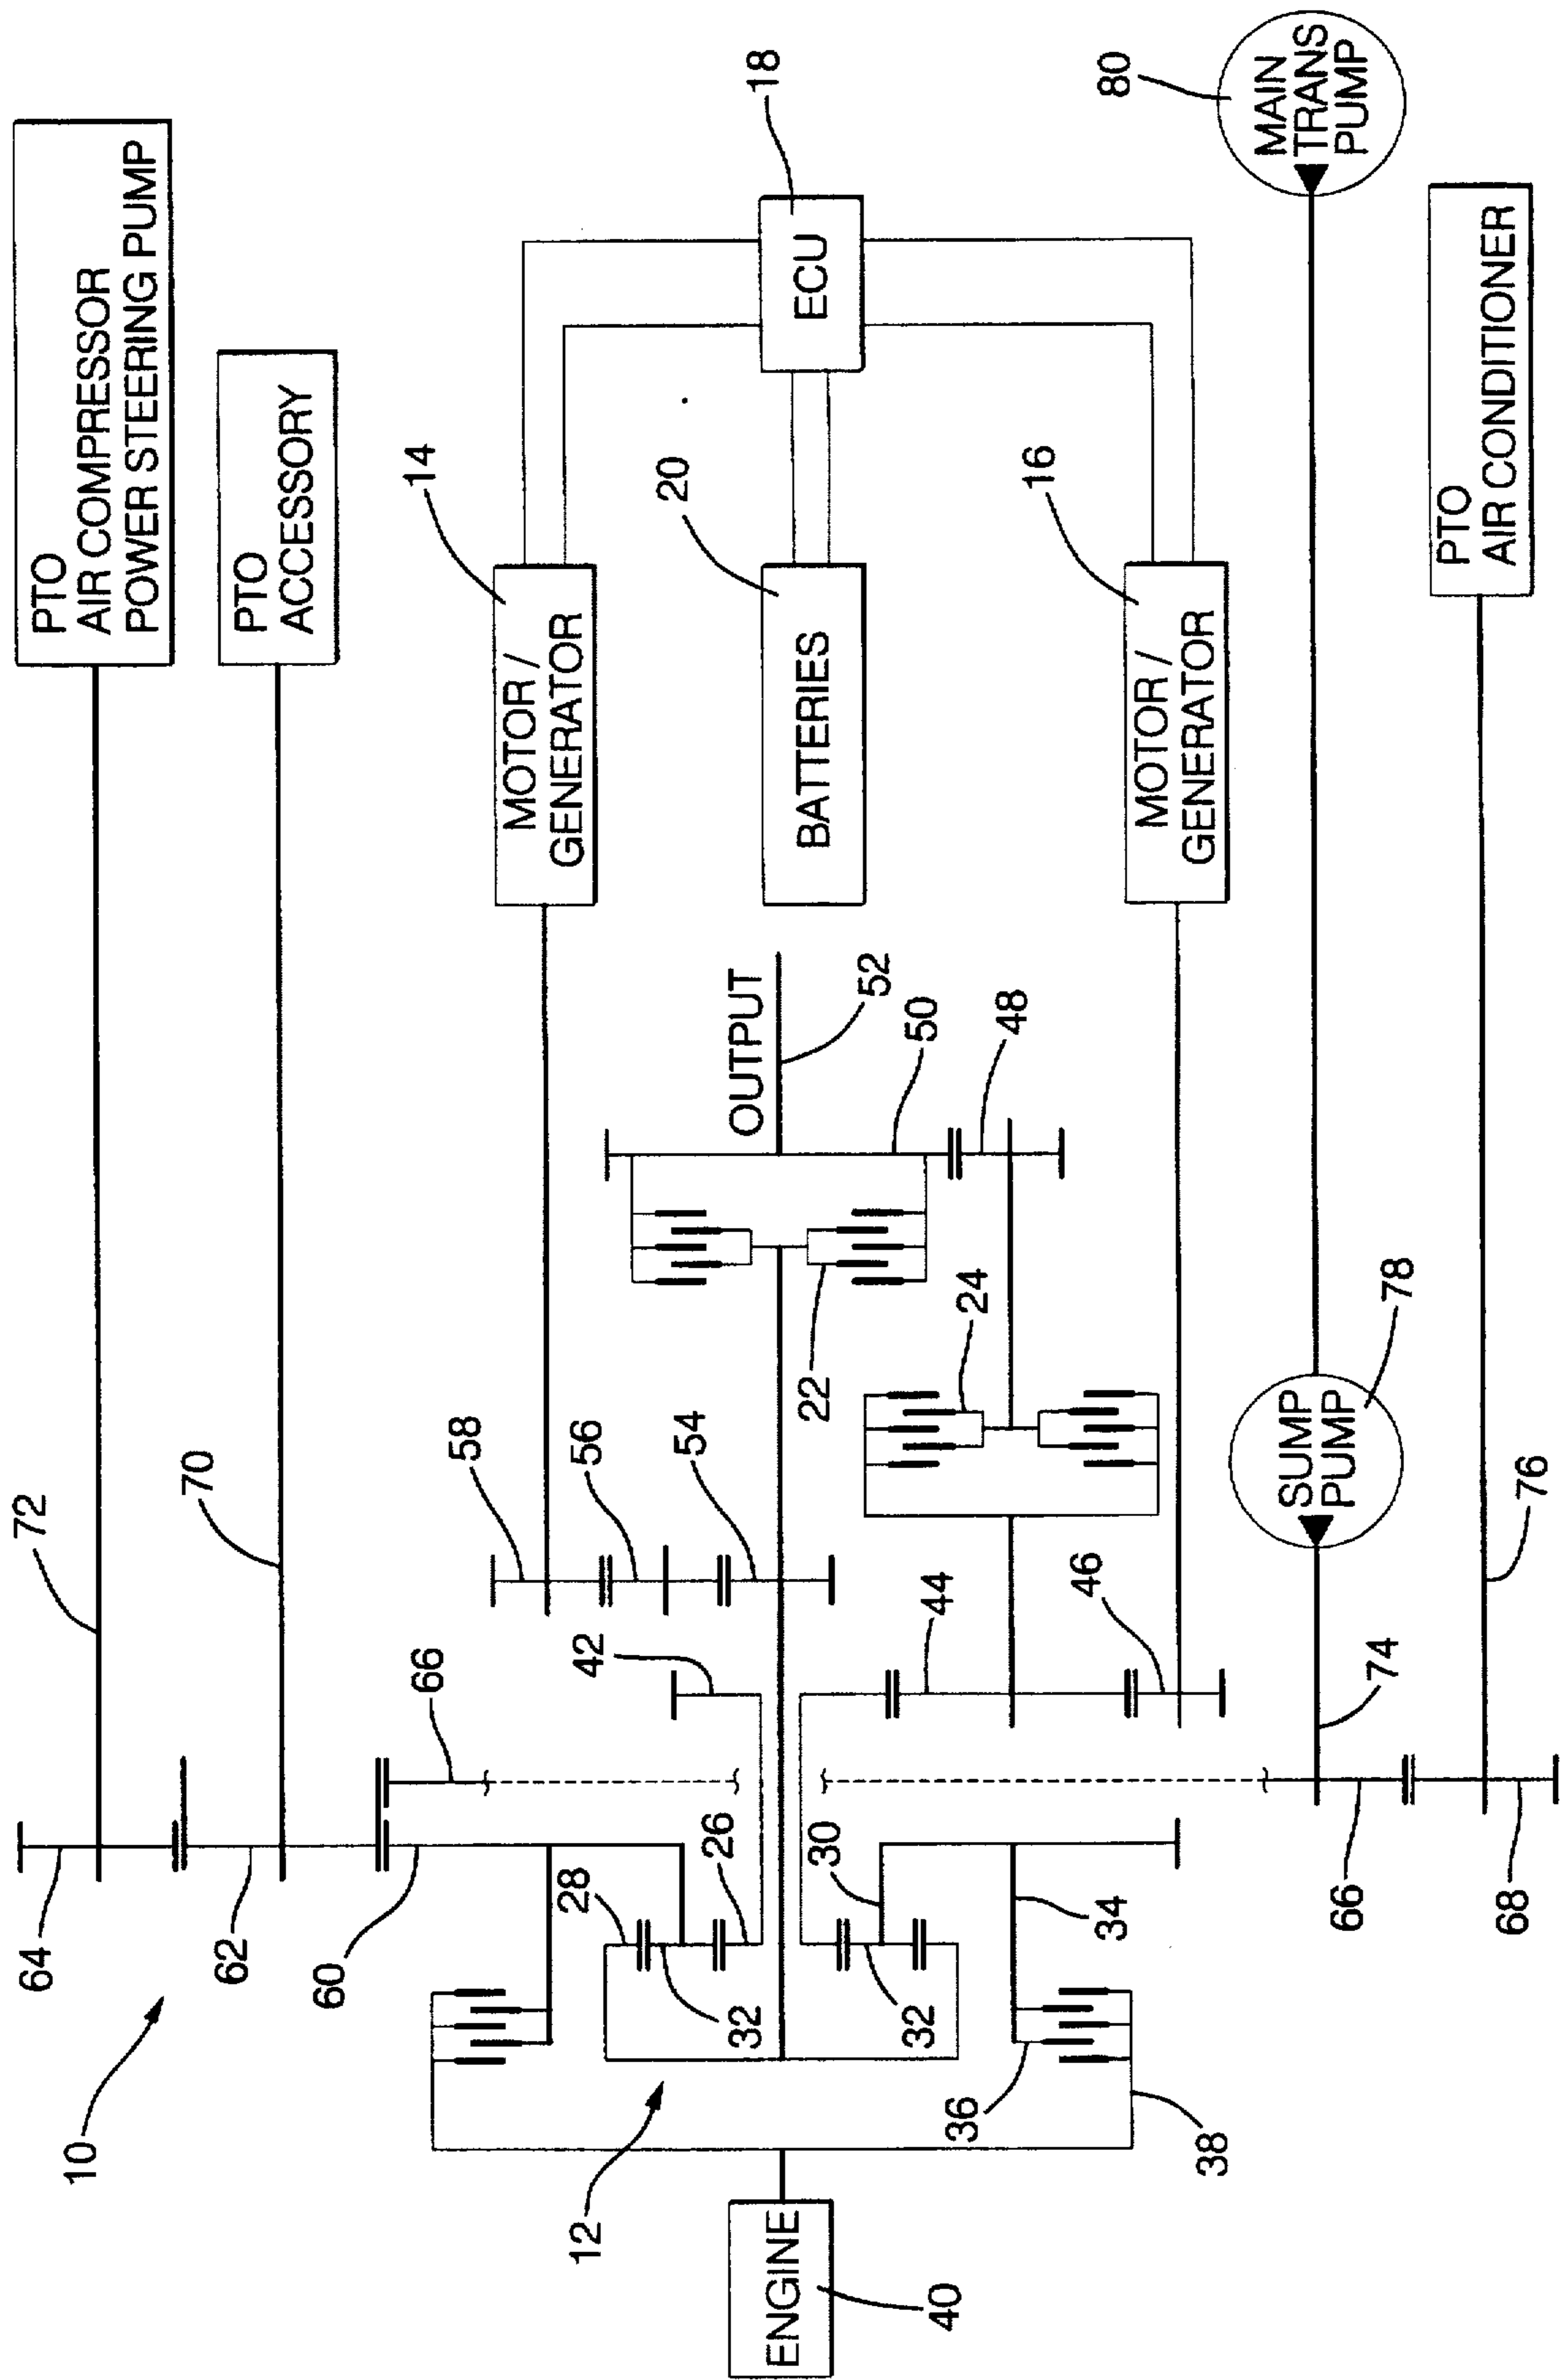 PTO
AIR COMPRESSOR
POWER STEERING PUMP
PTO
ACCESSORY
72
70
64
62
60
66
10
58
56
54
42
14
MOTOR /
GENERATOR
20
BATTERIES
18
ECU
16
MOTOR /
GENERATOR
OUTPUT
52
50
48
22
24
44
46
28
26
30
32
32
34
36
38
12
ENGINE
40
80
MAIN
TRANS
PUMP
78
SUMP
PUMP
74
66
68
76
PTO
AIR CONDITIONER